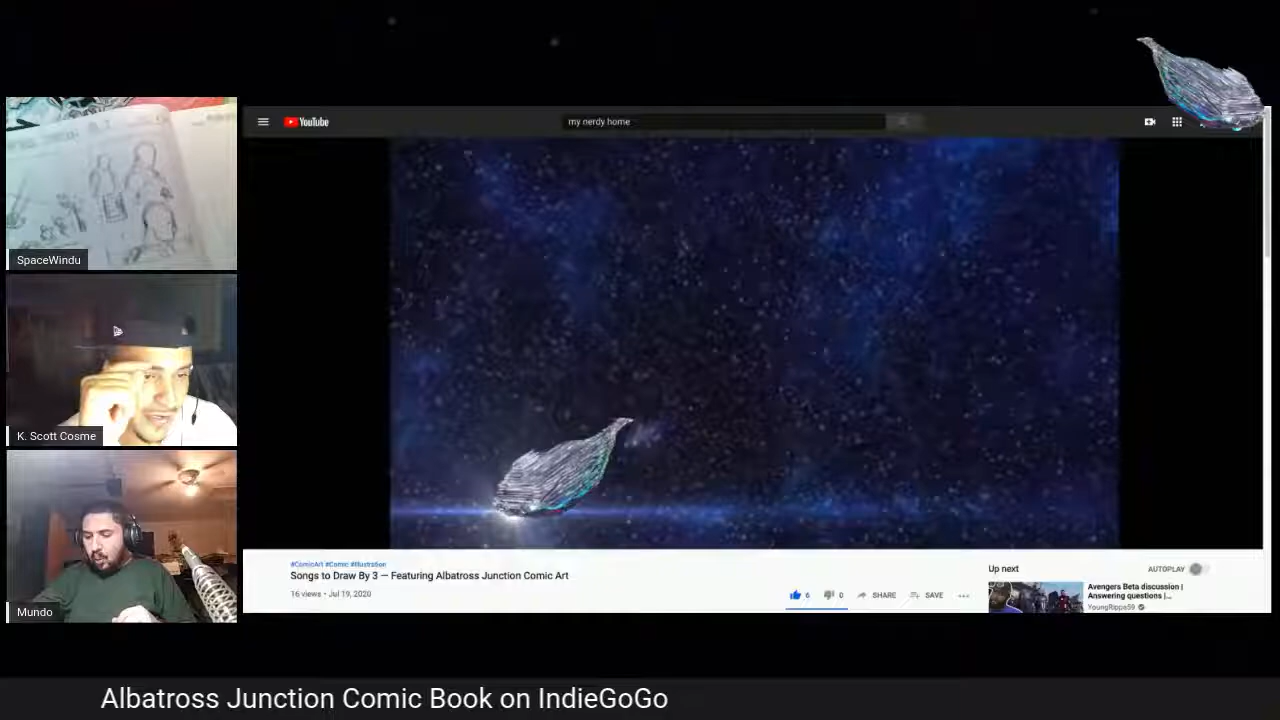 SpaceWindu
K. Scott Cosme
Mundo
YouTube
my nerdy home
#ComicArt #Comic #Illustration
Songs to Draw By 3 — Featuring Albatross Junction Comic Art
16 views • Jul 19, 2020
6
0
SHARE
SAVE
Up next
AUTOPLAY
Avengers Beta discussion |
Answering questions |...
YoungRippa59
Albatross Junction Comic Book on IndieGoGo